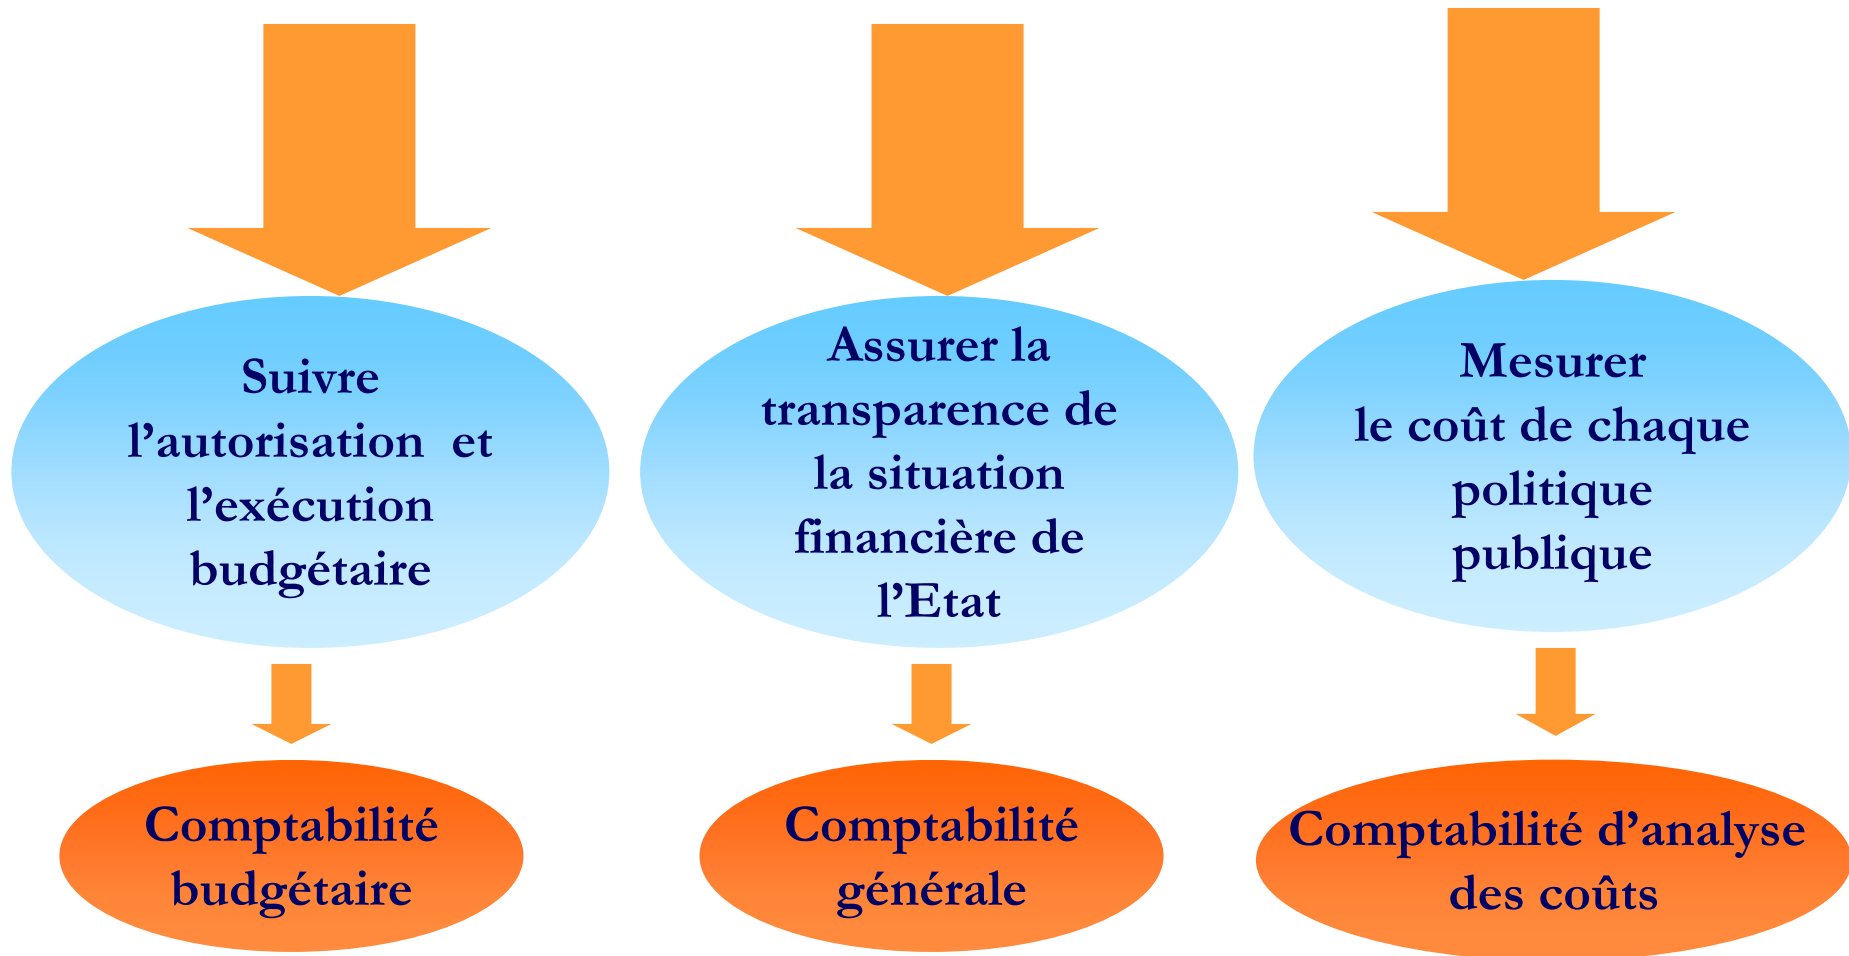 Suivre
l’autorisation et
l’exécution
budgétaire
Assurer la
transparence de
la situation
financière de
l’Etat
Mesurer
le coût de chaque
politique
publique
Comptabilité
budgétaire
Comptabilité
générale
Comptabilité d’analyse
des coûts